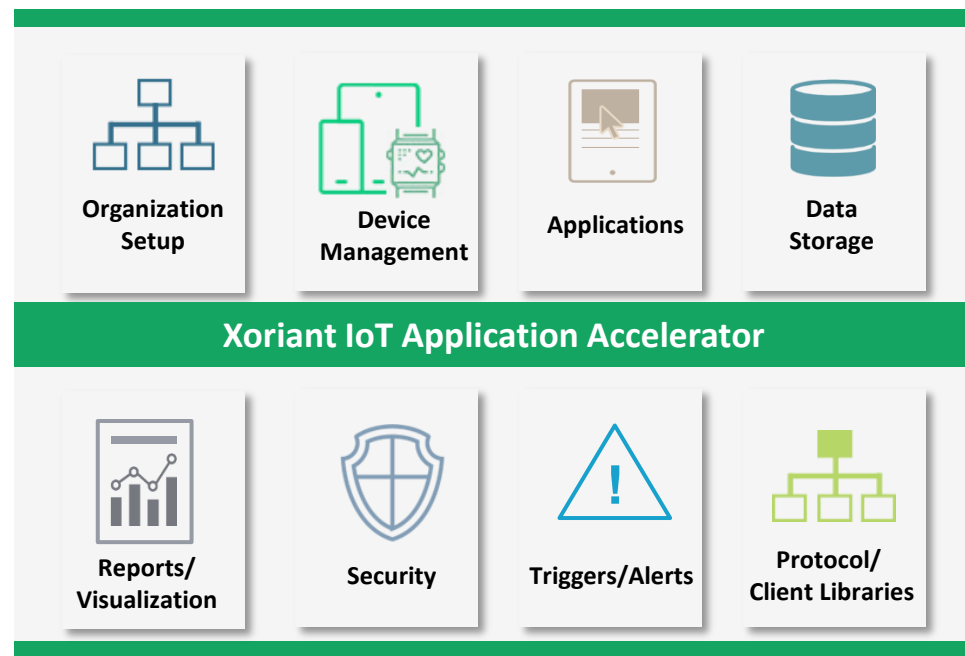 Organization
Setup
Device
Management
Applications
Data
Storage
Xoriant IoT Application Accelerator
Reports/
Visualization
Security
!
Triggers/Alerts
Protocol/
Client Libraries